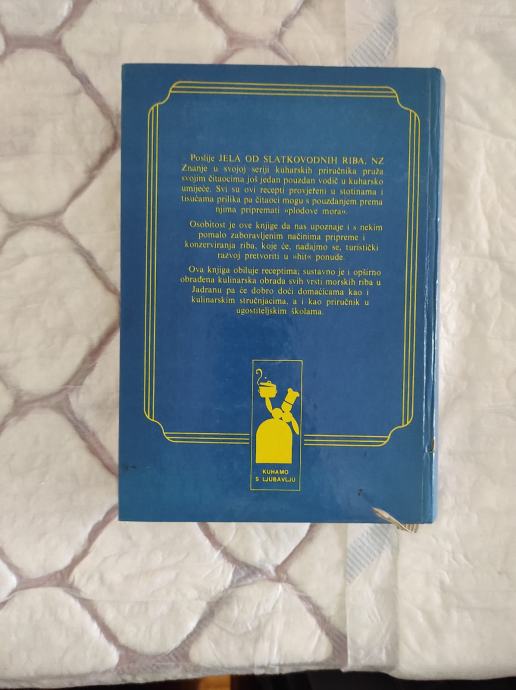 Poslije JELA OD SLATKOVODNIH RIBA, NZ
Znanje u svojoj seriji kuharskih priručnika pruža
svojim čitaocima još jedan pouzdan vodič u kuharsko
umijeće. Svi su ovi recepti provjereni u stotinama i
tisućama prilika pa čitaoci mogu s pouzdanjem prema
njima pripremati »plodove mora«.
Osobitost je ove knjige da nas upoznaje i s nekim
pomalo zaboravljenim načinima pripreme i
konzerviranja riba, koje će, nadajmo se, turistički
razvoj pretvoriti u »hit« ponude.
Ova knjiga obiluje receptima; sustavno je i opširno
obrađena kulinarska obrada svih vrsti morskih riba u
Jadranu pa će dobro doći domaćicama kao i
kulinarskim stručnjacima, a i kao priručnik u
ugostiteljskim školama.
KUHAMO
S LJUBAVLJU